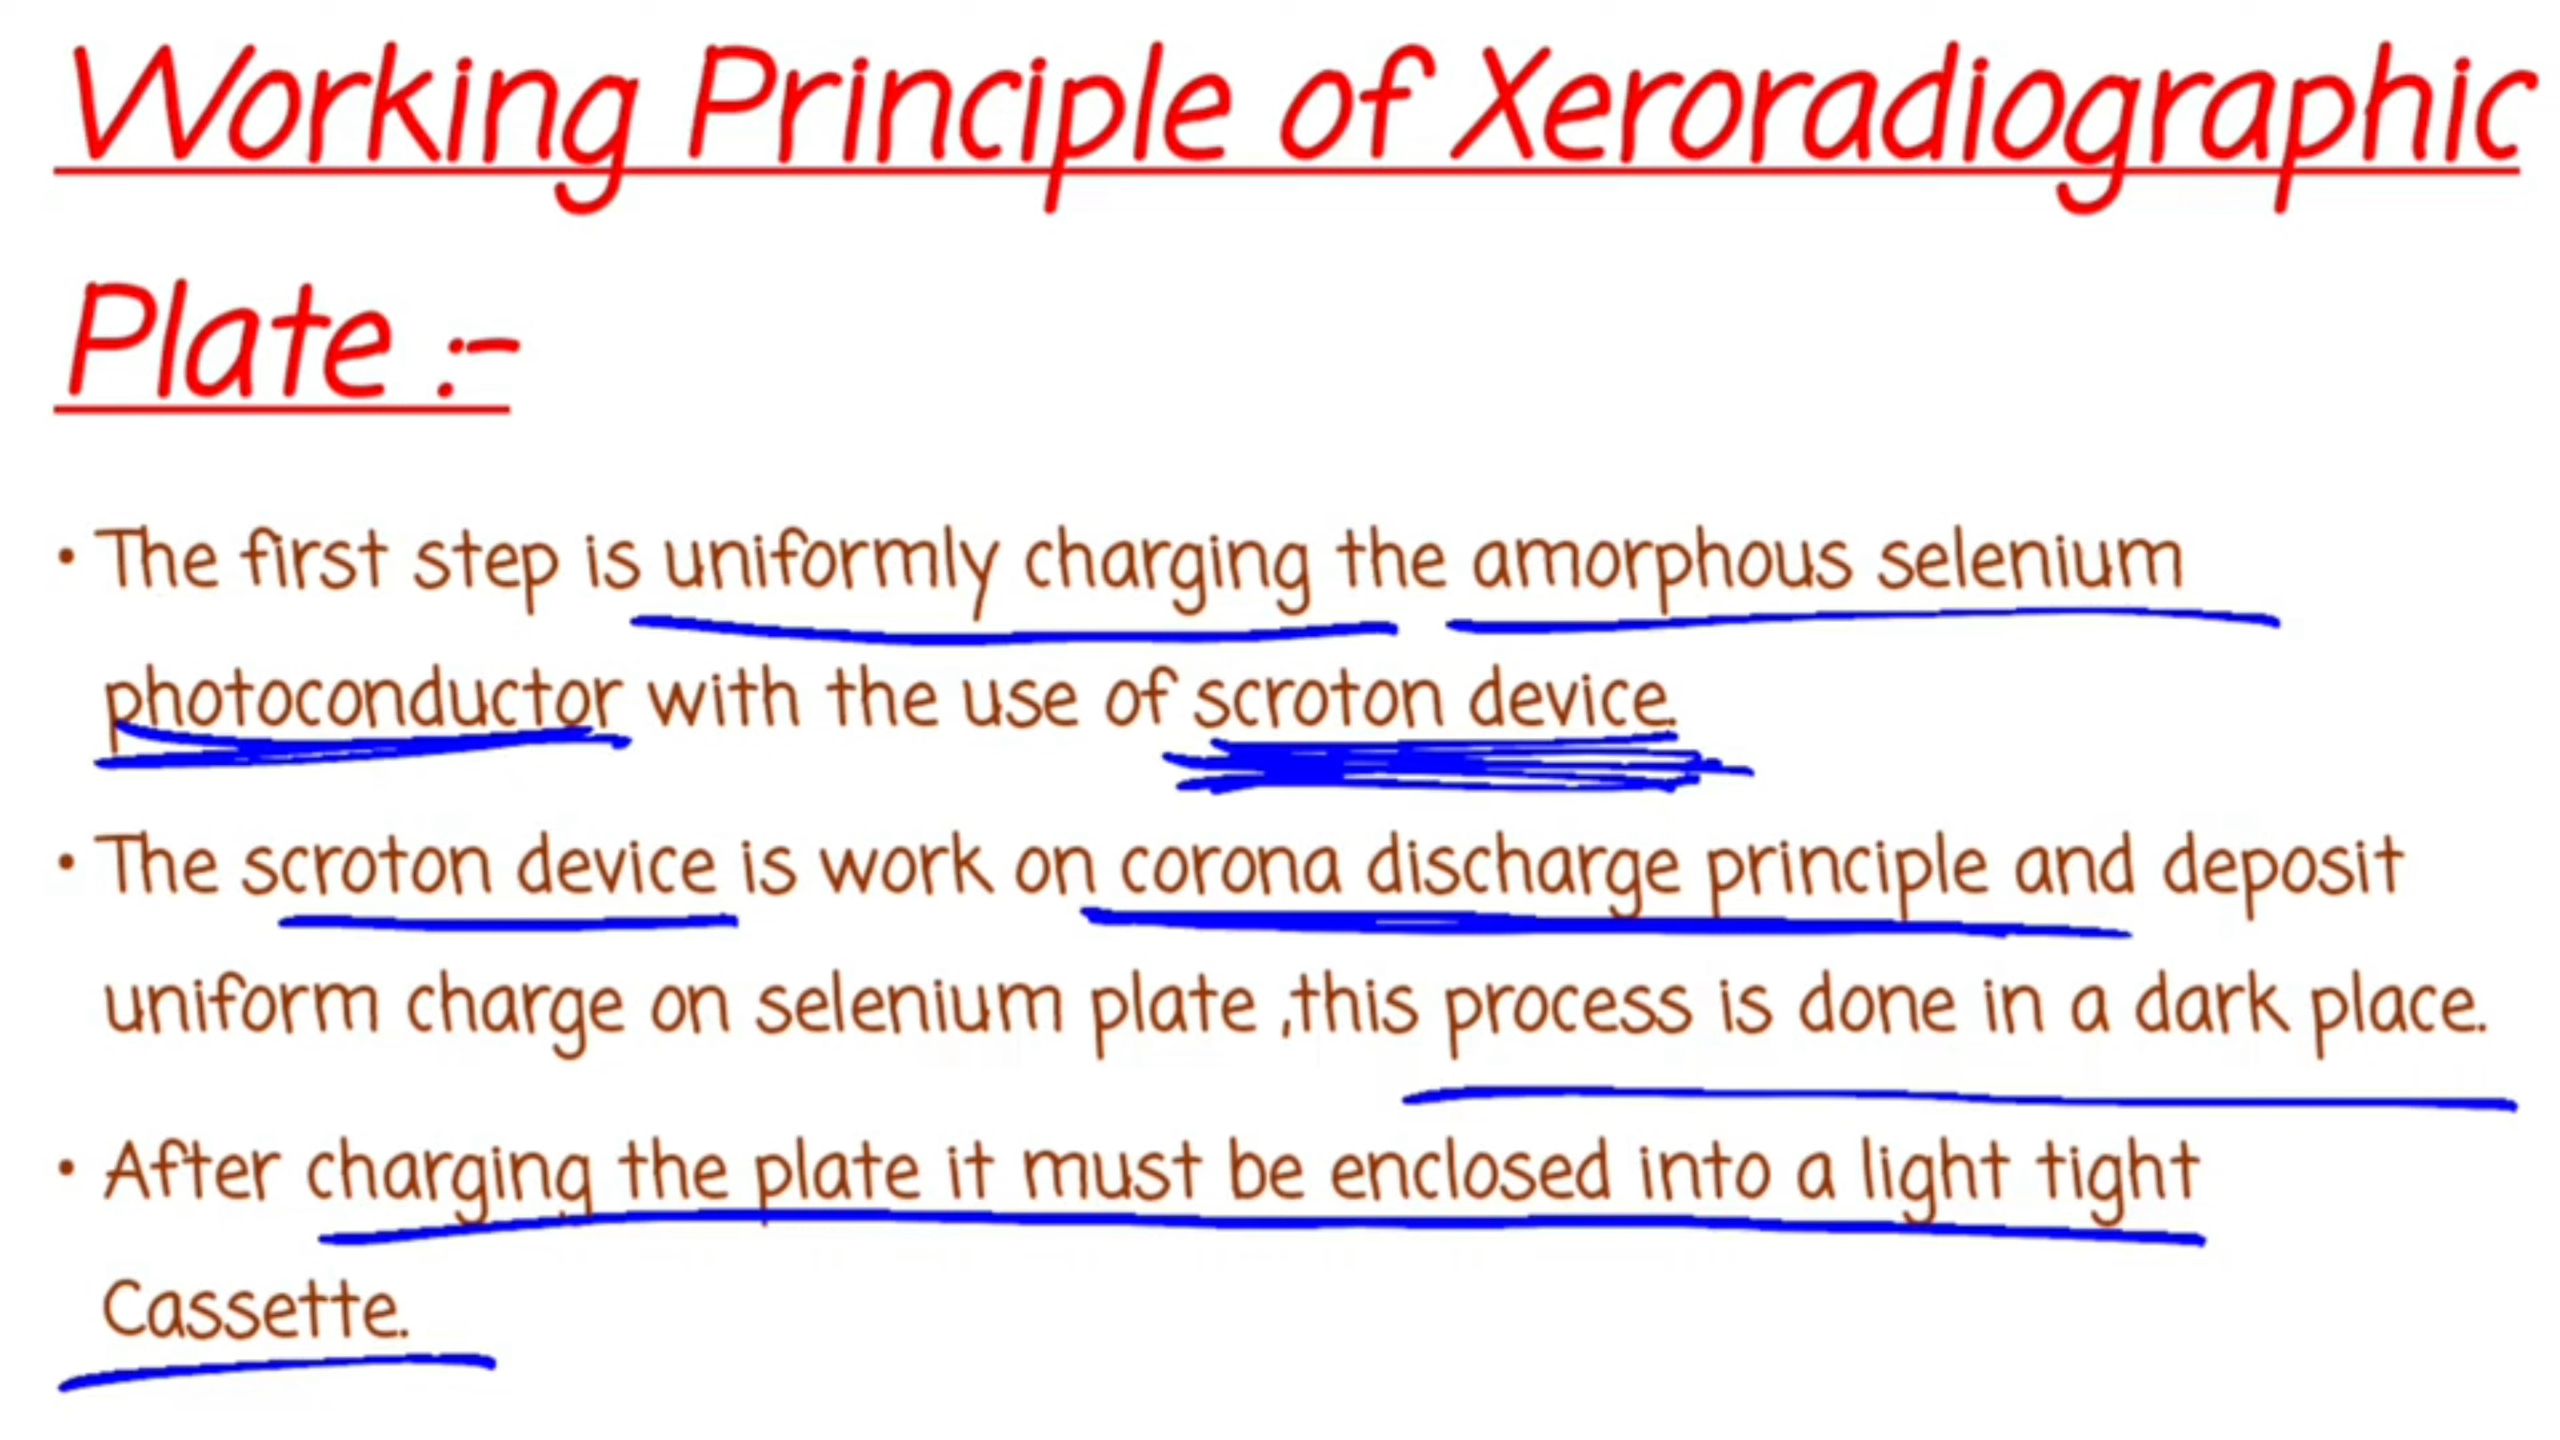 Working Principle of Xeroradiographic
Plate :-
• The first step is uniformly charging the amorphous selenium
photoconductor with the use of scroton device.
• The scroton device is work on corona discharge principle and deposit
uniform charge on selenium plate ,this process is done in a dark place.
• After charging the plate it must be enclosed into a light tight
Cassette.